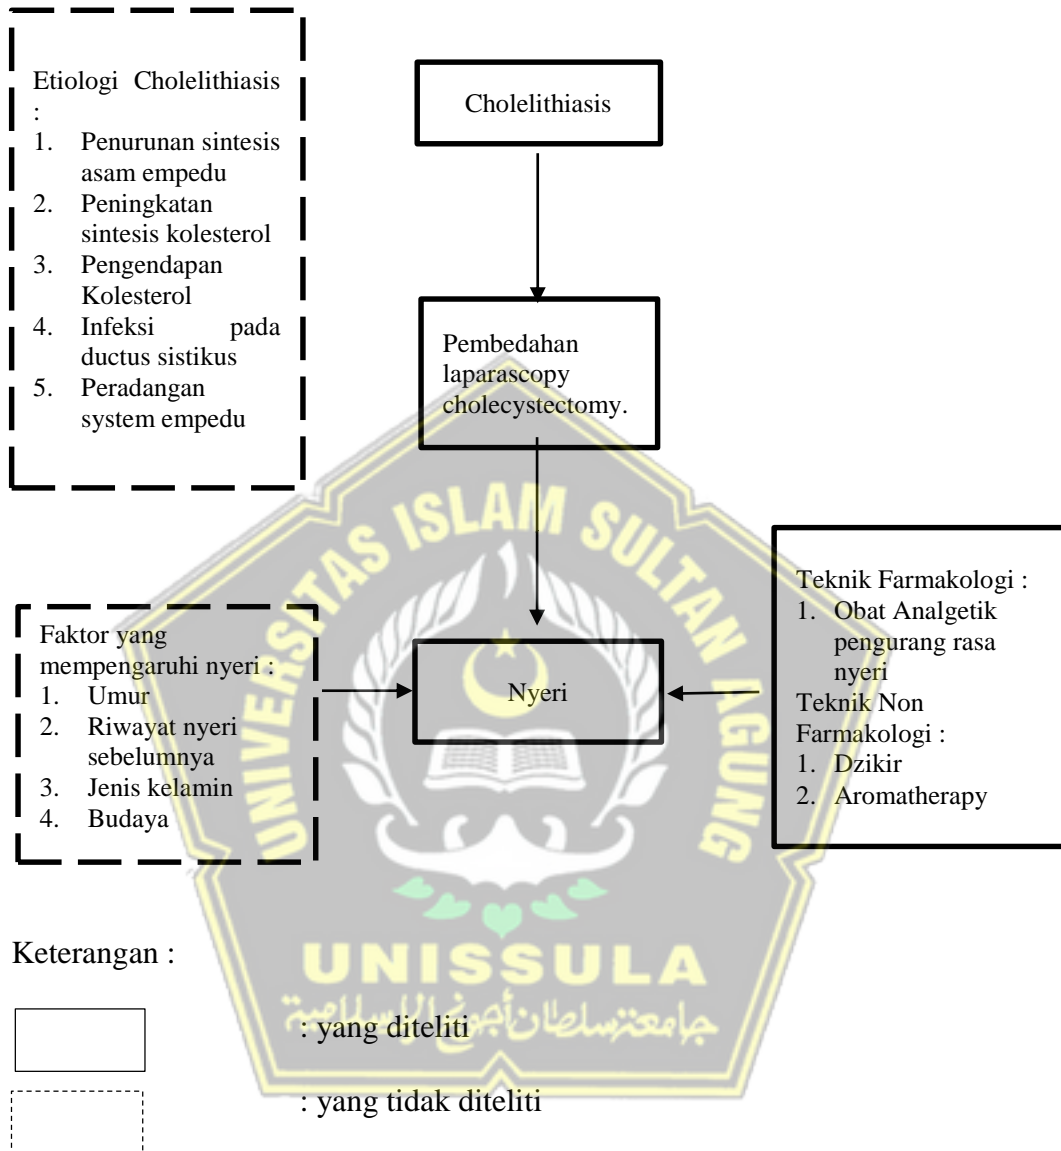 Etiologi Cholelithiasis
:
1. Penurunan sintesis
asam empedu
2. Peningkatan
sintesis kolesterol
3. Pengendapan
Kolesterol
4. Infeksi pada
ductus sistikus
5. Peradangan
system empedu
Cholelithiasis
Pembedahan
laparascopy
cholecystectomy.
Faktor yang
mempengaruhi nyeri :
1. Umur
2. Riwayat nyeri
sebelumnya
3. Jenis kelamin
4. Budaya
Nyeri
Teknik Farmakologi :
1. Obat Analgetik
pengurang rasa
nyeri
Teknik Non
Farmakologi :
1. Dzikir
2. Aromatherapy
UNIVERSITAS ISLAM SULTAN AGUNG
UNISSULA
جامعتسلطان أجونج الإسلامية
Keterangan :
: yang diteliti
: yang tidak diteliti